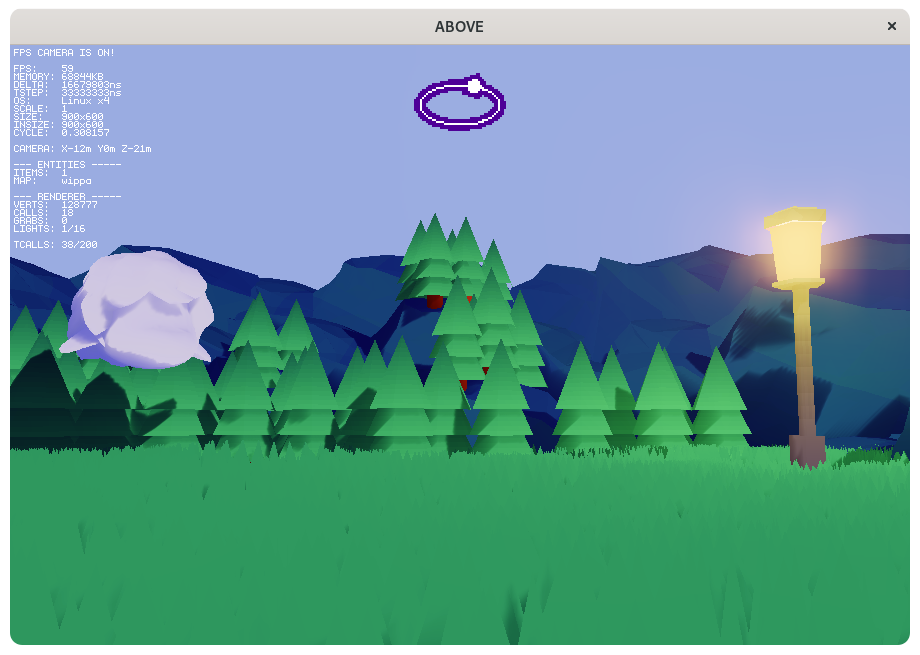 ABOVE
FPS CAMERA IS ON!
FPS: 59
MEMORY: 68844KB
DELTA: 16679803ns
TSTEP: 33333333ns
OS: Linux x4
SCALE: 1
SIZE: 900x600
INSIZE: 900x600
CYCLE: 0.308157
CAMERA: X-12m Y0m Z-21m
--- ENTITIES -----
ITEMS: 1
MAP: wippa
--- RENDERER -----
VERTS: 128777
CALLS: 18
GRABS: 0
LIGHTS: 1/16
TCALLS: 38/200